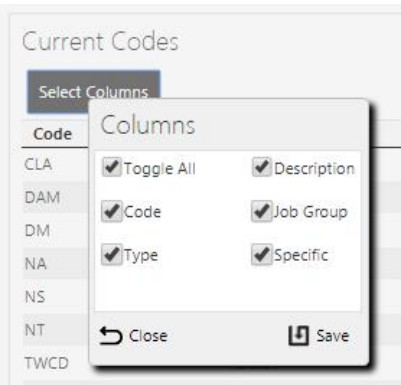 Current Codes
Select Columns
Code
Columns
CLA
Toggle All Description
DAM
Code Job Group
DM
Type Specific
NA
NS
NT
Close Save
TWCD